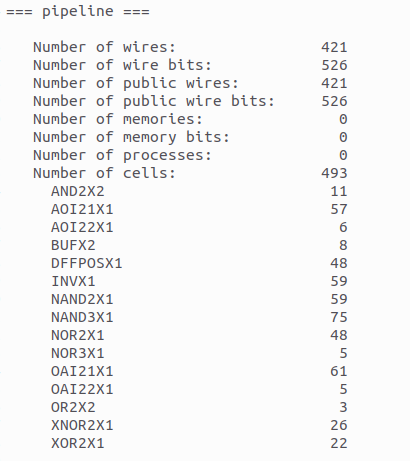 === pipeline ===
Number of wires: 421
Number of wire bits: 526
Number of public wires: 421
Number of public wire bits: 526
Number of memories: 0
Number of memory bits: 0
Number of processes: 0
Number of cells: 493
AND2X2 11
AOI21X1 57
AOI22X1 6
BUFX2 8
DFFPOSX1 48
INVX1 59
NAND2X1 59
NAND3X1 75
NOR2X1 48
NOR3X1 5
OAI21X1 61
OAI22X1 5
OR2X2 3
XNOR2X1 26
XOR2X1 22